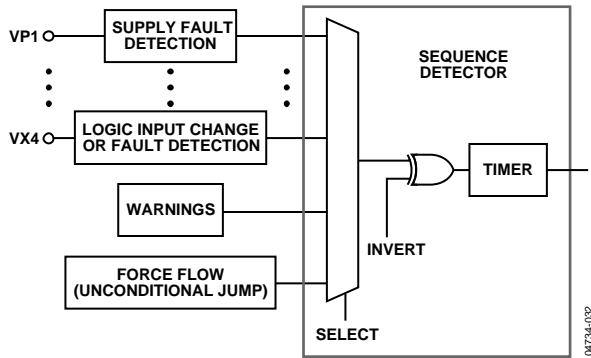 VP1
SUPPLY FAULT
DETECTION
VX4
LOGIC INPUT CHANGE
OR FAULT DETECTION
WARNINGS
FORCE FLOW
(UNCONDITIONAL JUMP)
SEQUENCE
DETECTOR
TIMER
INVERT
SELECT
04734-032